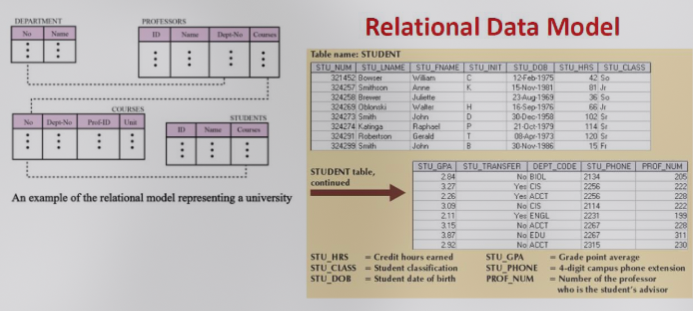 DEPARTMENT
No Name
PROFESSORS
ID Name Dept-No Courses
COURSES
No Dept-No Prof-ID Unit
STUDENTS
ID Name Courses
An example of the relational model representing a university
Relational Data Model
Table name: STUDENT
STU_NUM STU_LNAME STU_FNAME STU_INIT STU_DOB STU_HRS STU_CLASS
321452 Bowser William C 12-Feb-1975 42 So
324257 Smithson Anne K 15-Nov-1981 81 Jr
324258 Brewer Juliette 23-Aug-1969 36 So
324269 Oblonski Walter H 16-Sep-1976 66 Jr
324273 Smith John D 30-Dec-1958 102 Sr
324274 Katinga Raphael P 21-Oct-1979 114 Sr
324291 Robertson Gerald T 08-Apr-1973 120 Sr
324299 Smith John B 30-Nov-1986 15 Fr
STUDENT table,
continued
STU_GPA STU_TRANSFER DEPT_CODE STU_PHONE PROF_NUM
2.84 No BIOL 2134 205
3.27 Yes CIS 2256 222
2.26 Yes ACCT 2256 228
3.09 No CIS 2114 222
2.11 Yes ENGL 2231 199
3.15 No ACCT 2267 228
3.87 No EDU 2267 311
2.92 No ACCT 2315 230
STU_HRS = Credit hours earned
STU_CLASS = Student classification
STU_DOB = Student date of birth
STU_GPA = Grade point average
STU_PHONE = 4-digit campus phone extension
PROF_NUM = Number of the professor
who is the student's advisor